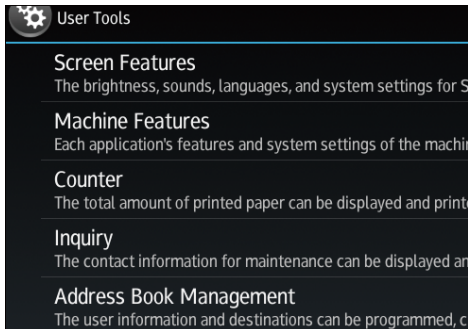 User Tools
Screen Features
The brightness, sounds, languages, and system settings for S
Machine Features
Each application's features and system settings of the machin
Counter
The total amount of printed paper can be displayed and printe
Inquiry
The contact information for maintenance can be displayed an
Address Book Management
The user information and destinations can be programmed, c